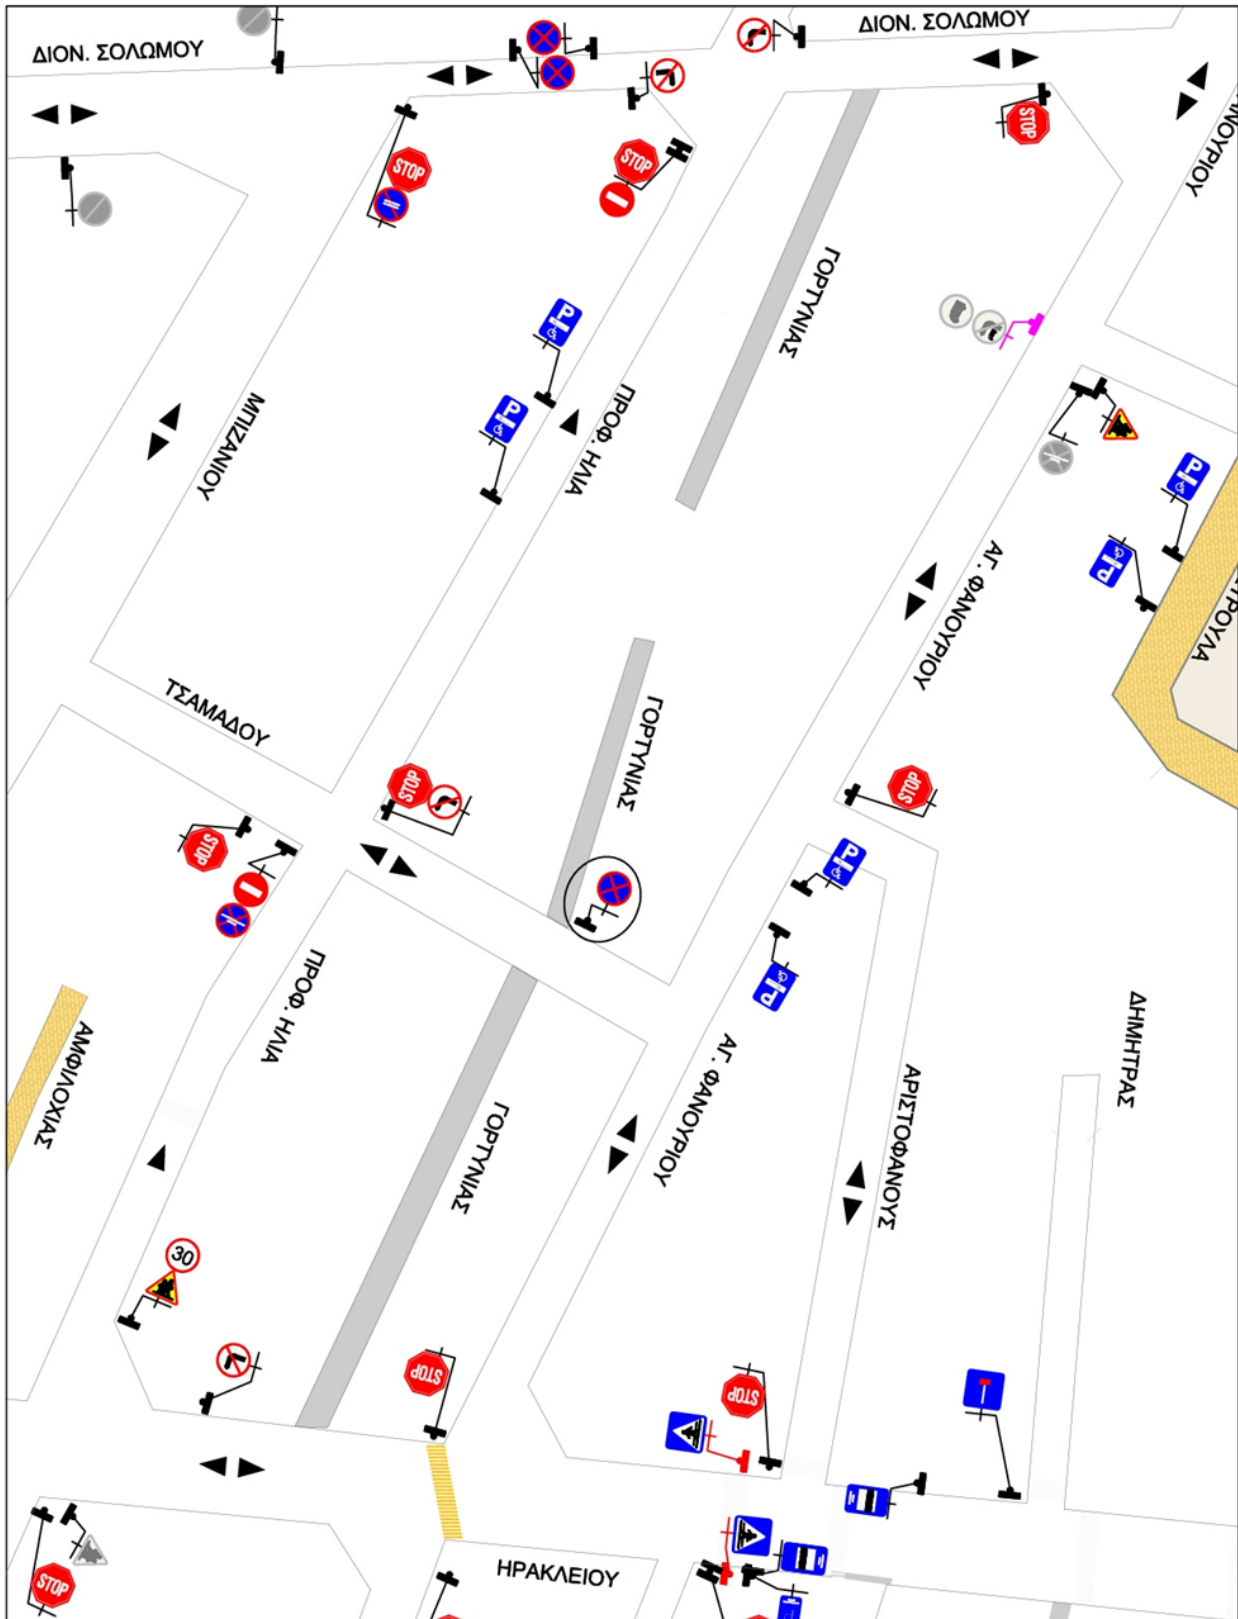 ΔΙΟΝ. ΣΟΛΩΜΟΥ
ΔΙΟΝ. ΣΟΛΩΜΟΥ
STOP
STOP
STOP
ΓΟΡΤΥΝΙΑΣ
P
P
ΜΠΙΖΑΝΙΟΥ
ΠΡΟΦ. ΗΛΙΑ
P
P
ΑΓ. ΦΑΝΟΥΡΙΟΥ
ΤΣΑΜΑΔΟΥ
ΓΟΡΤΥΝΙΑΣ
STOP
STOP
STOP
P
P
ΠΡΟΦ. ΗΛΙΑ
ΑΜΦΙΛΟΧΙΑΣ
ΔΗΜΗΤΡΑΣ
ΑΓ. ΦΑΝΟΥΡΙΟΥ
ΑΡΙΣΤΟΦΑΝΟΥΣ
ΓΟΡΤΥΝΙΑΣ
30
STOP
STOP
STOP
ΗΡΑΚΛΕΙΟΥ